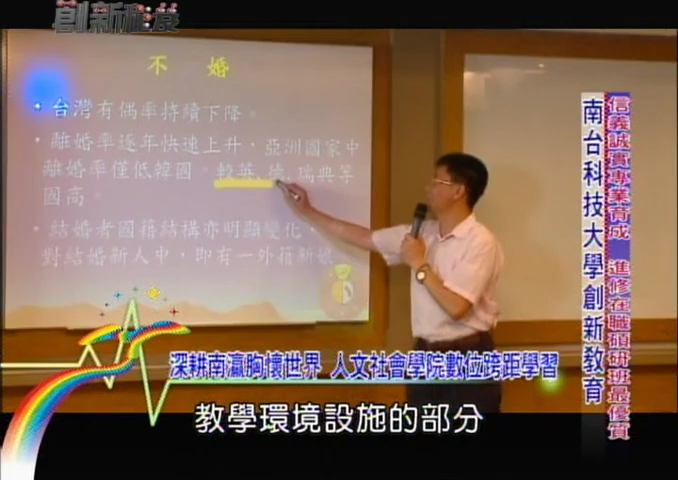 創新研發
不 婚
• 台灣有偶率持續下降。
• 離婚率逐年快速上升，亞洲國家中
離婚率僅低韓國。較英、德、瑞典等
國高。
• 結婚者國籍結構亦明顯變化，
對結婚新人中，即有一外籍新娘
信義誠實專業育成 進修在職碩研班最優質
南台科技大學創新教育
深耕南瀛胸懷世界 人文社會學院數位跨距學習
教學環境設施的部分